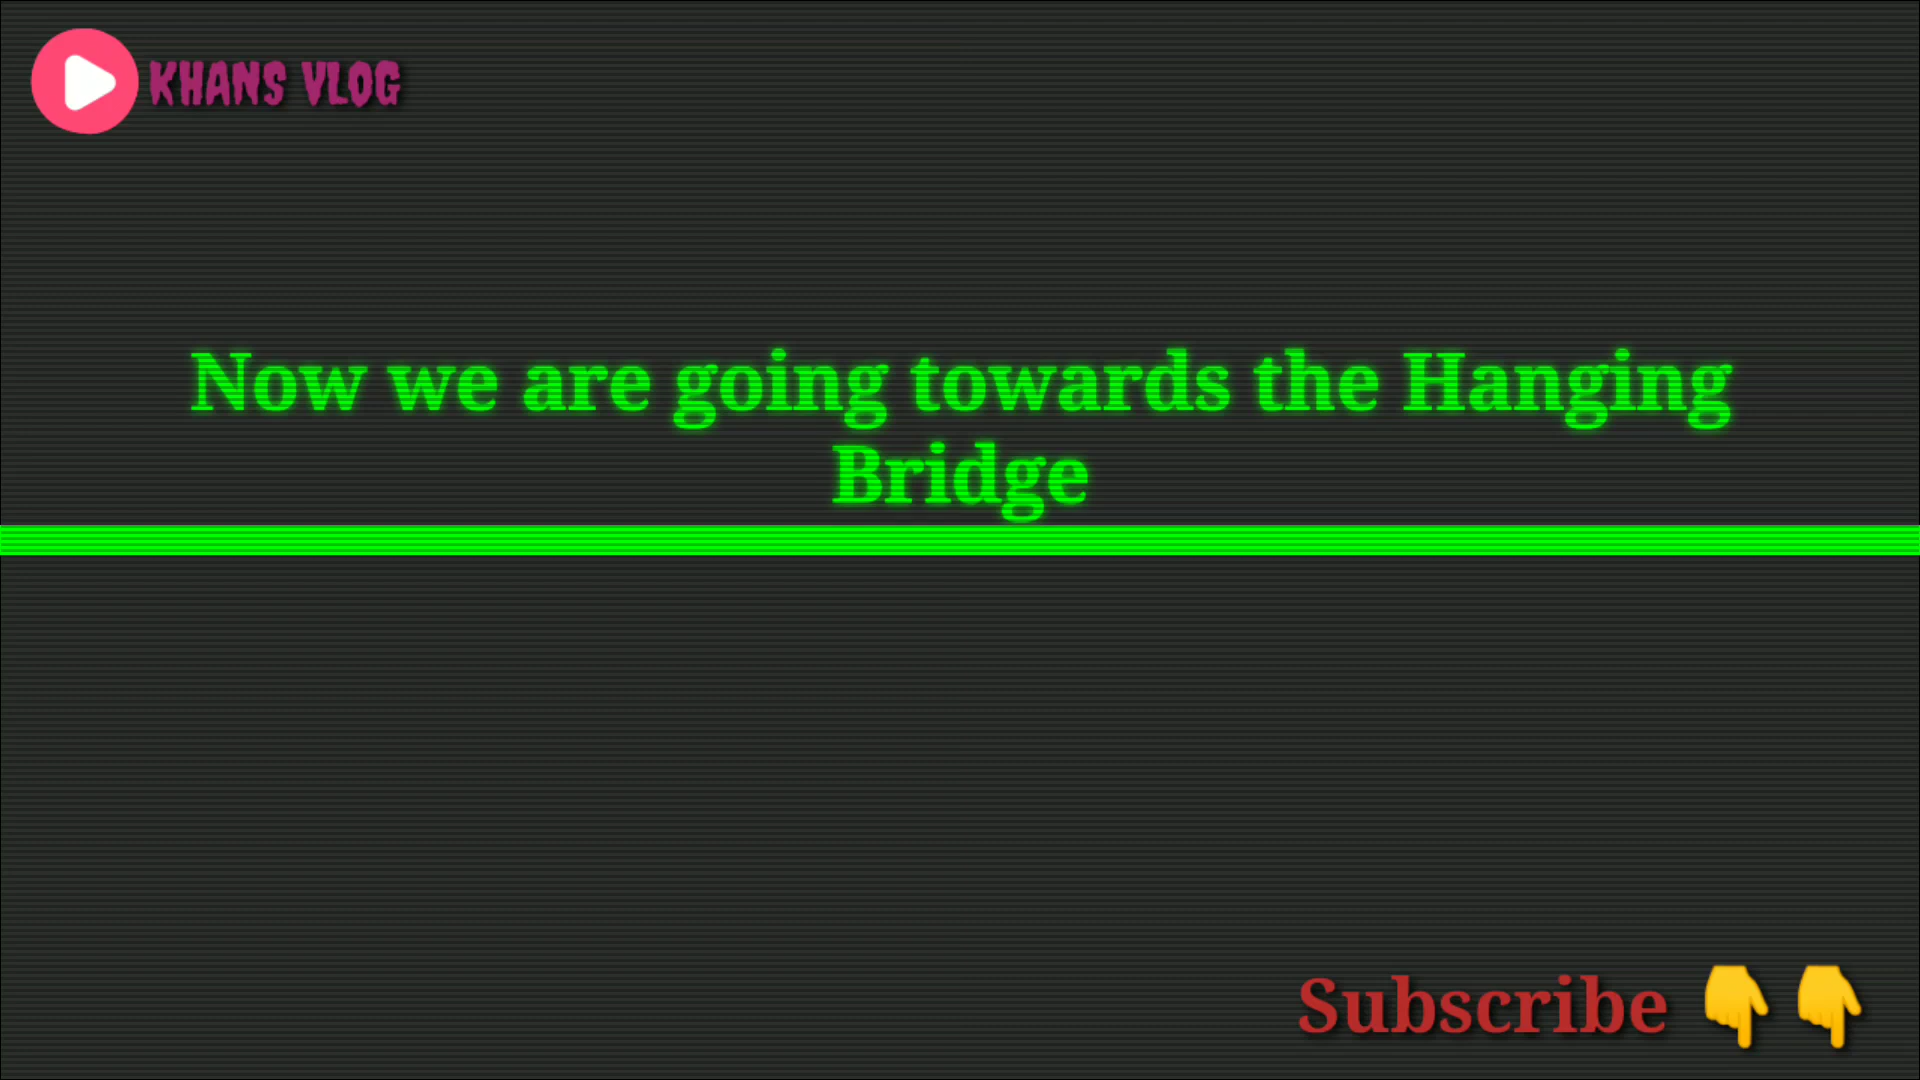 KHANS VLOG
Now we are going towards the Hanging
Bridge
Subscribe 👇👇